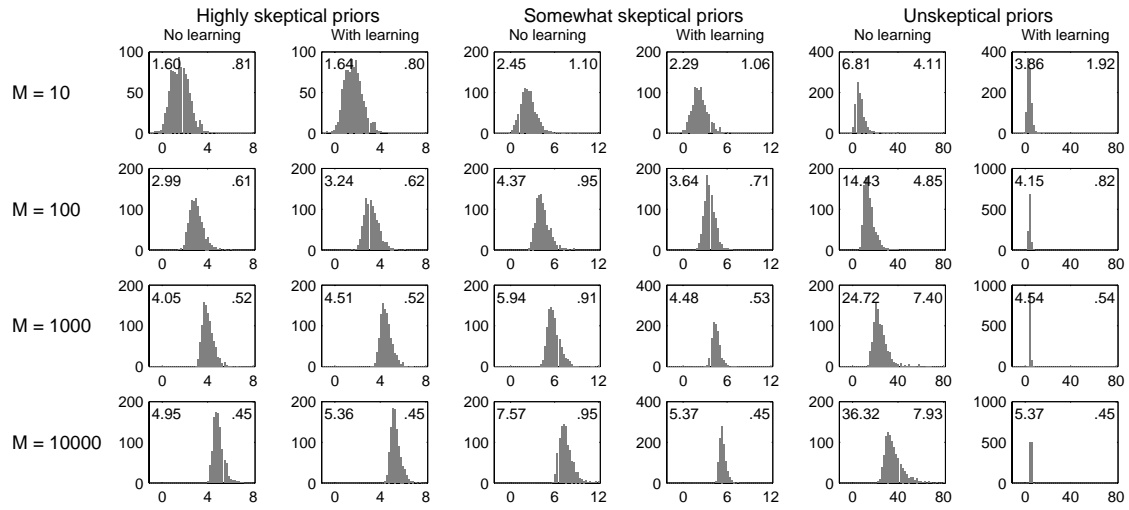 Highly skeptical priors Somewhat skeptical priors Unskeptical priors
No learning With learning No learning With learning No learning With learning
M = 10
100 50 0 1.60 .81 0 4 8
100 50 0 1.64 .80 0 4 8
200 100 0 2.45 1.10 0 6 12
200 100 0 2.29 1.06 0 6 12
400 200 0 6.81 4.11 0 40 80
400 200 0 3.86 1.92 0 40 80
M = 100
200 100 0 2.99 .61 0 4 8
200 100 0 3.24 .62 0 4 8
200 100 0 4.37 .95 0 6 12
200 100 0 3.64 .71 0 6 12
200 100 0 14.43 4.85 0 40 80
1000 500 0 4.15 .82 0 40 80
M = 1000
200 100 0 4.05 .52 0 4 8
200 100 0 4.51 .52 0 4 8
200 100 0 5.94 .91 0 6 12
400 200 0 4.48 .53 0 6 12
200 100 0 24.72 7.40 0 40 80
1000 500 0 4.54 .54 0 40 80
M = 10000
200 100 0 4.95 .45 0 4 8
200 100 0 5.36 .45 0 4 8
200 100 0 7.57 .95 0 6 12
400 200 0 5.37 .45 0 6 12
200 100 0 36.32 7.93 0 40 80
1000 500 0 5.37 .45 0 40 80